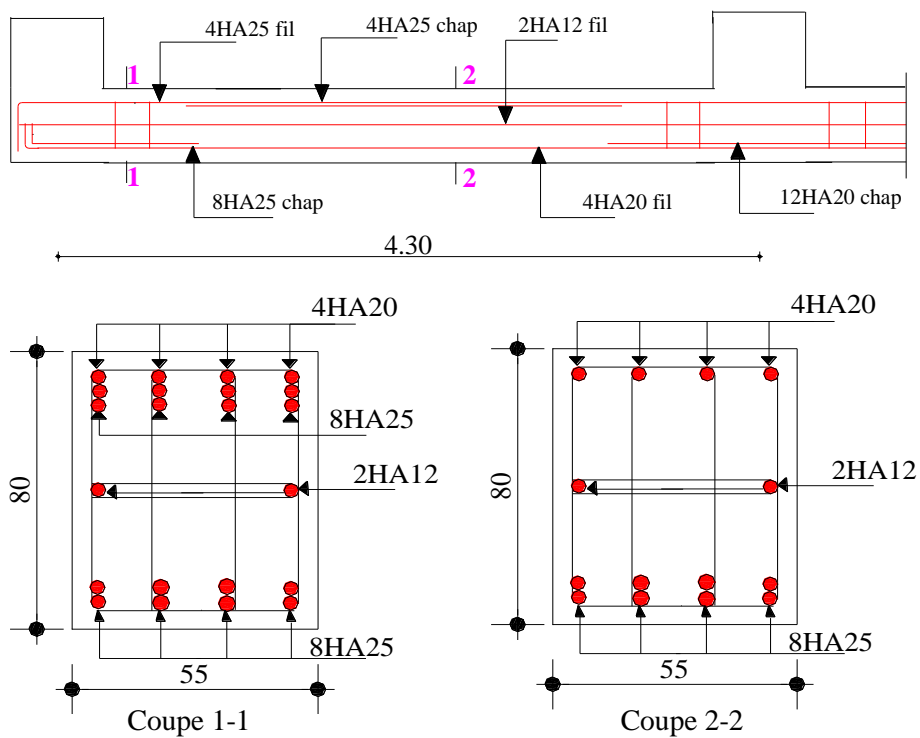 4HA25 fil
4HA25 chap
2HA12 fil
1
2
1
2
8HA25 chap
4HA20 fil
12HA20 chap
4.30
4HA20
8HA25
2HA12
80
8HA25
55
Coupe 1-1
4HA20
2HA12
80
8HA25
55
Coupe 2-2